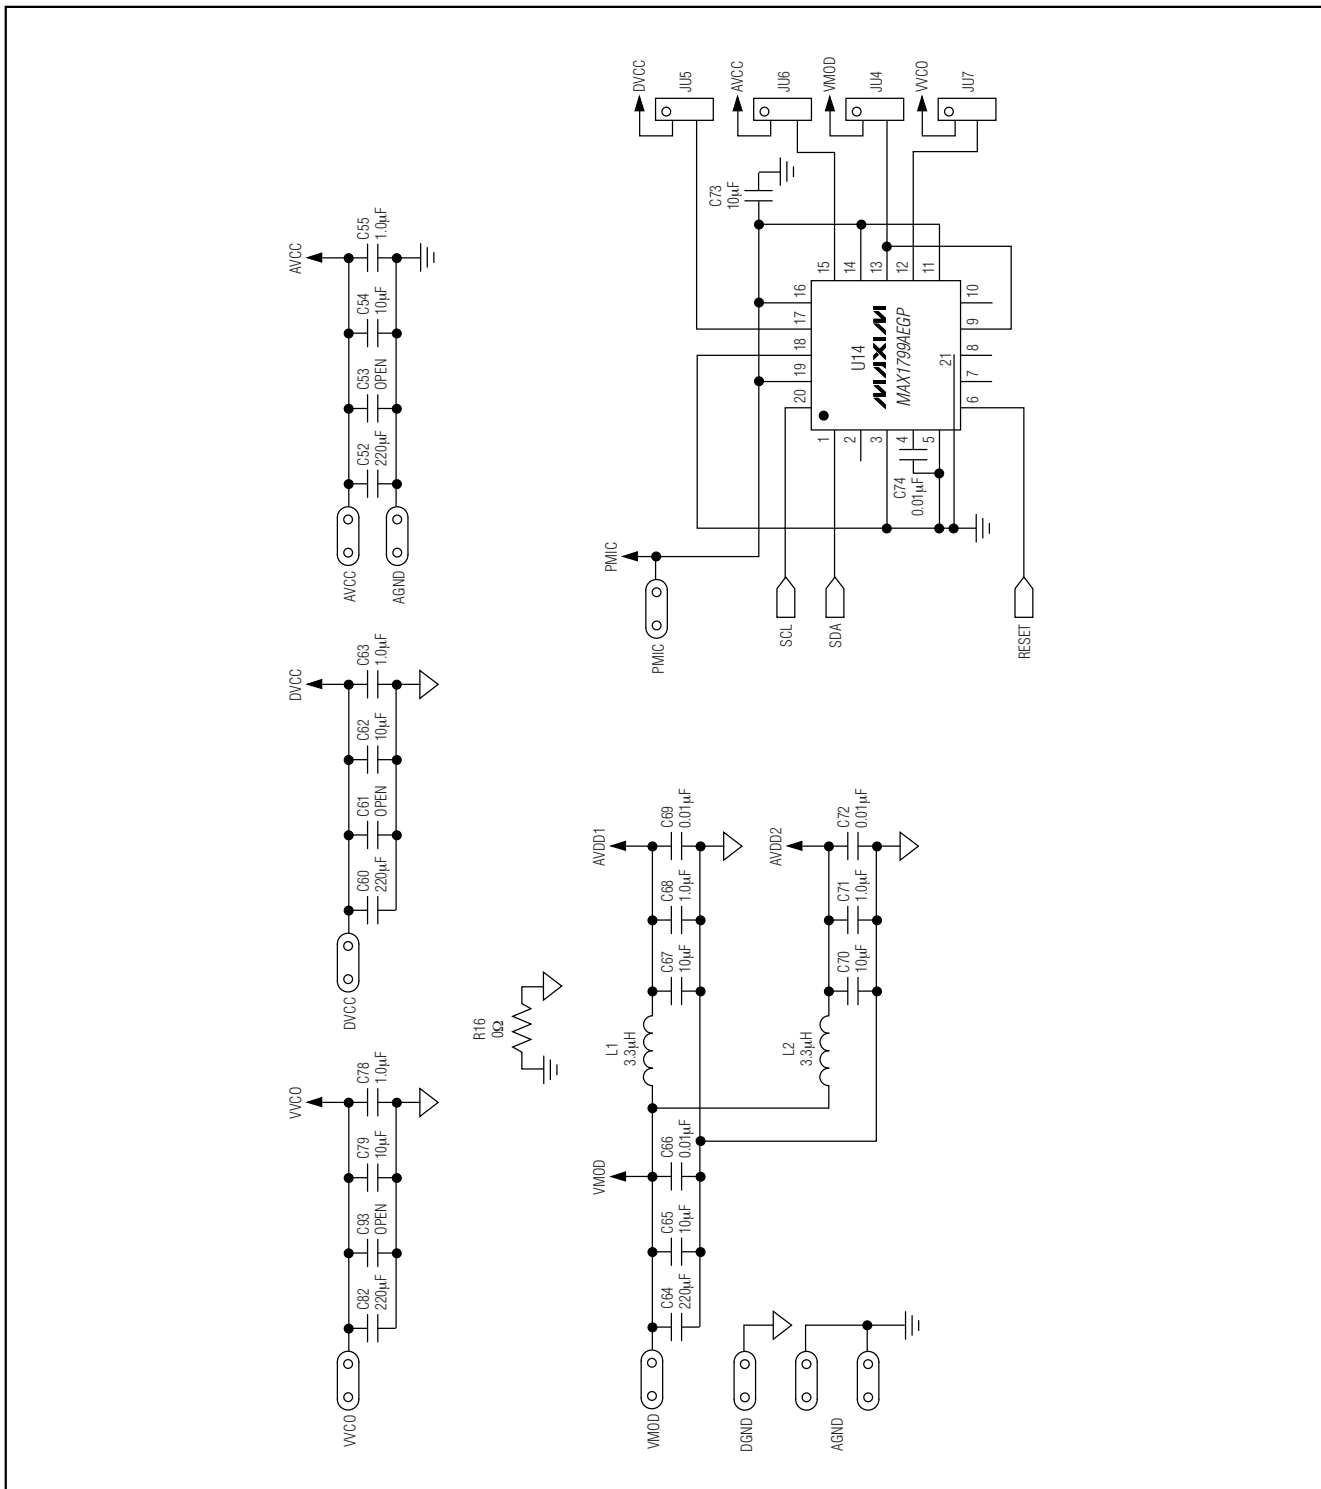 VVCO
VVCO
C82
220µF
C93
OPEN
C79
10µF
C78
1.0µF
DVCC
DVCC
C60
220µF
C61
OPEN
C62
10µF
C63
1.0µF
AVCC
AGND
AVCC
C52
220µF
C53
OPEN
C54
10µF
C55
1.0µF
R16
0Ω
VMOD
VMOD
C64
220µF
C65
10µF
C66
0.01µF
L1
3.3µH
AVDD1
C67
10µF
C68
1.0µF
C69
0.01µF
L2
3.3µH
AVDD2
C70
10µF
C71
1.0µF
C72
0.01µF
DGND
AGND
PMIC
PMIC
SCL
SDA
RESET
C73
10µF
DVCC
JU5
AVCC
JU6
VMOD
JU4
VVCO
JU7
20
19
18
17
16
15
14
13
12
11
U14
MAXIM
MAX1799AEGP
21
1
2
3
4
5
6
7
8
9
10
C74
0.01µF